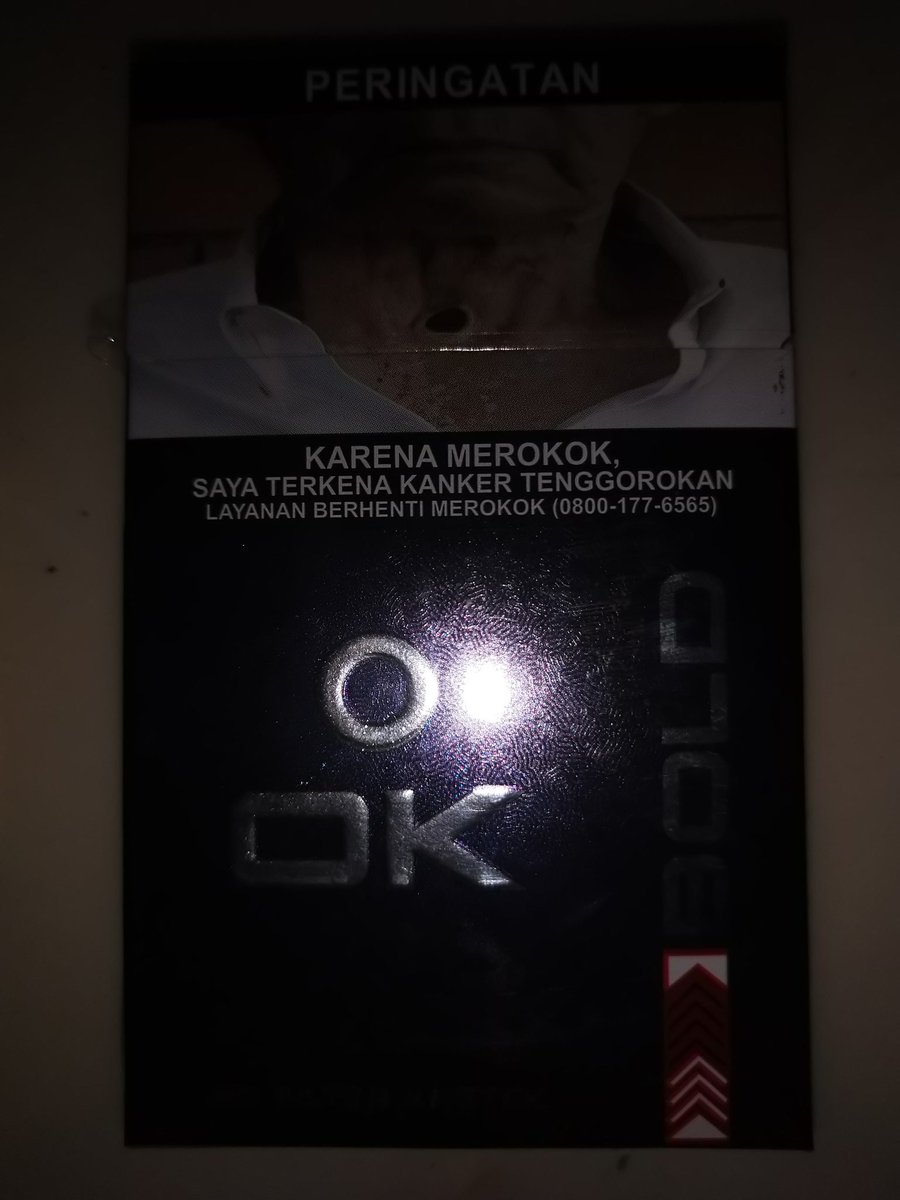 PERINGATAN
KARENA MEROKOK,
SAYA TERKENA KANKER TENGGOROKAN
LAYANAN BERHENTI MEROKOK (0800-177-6565)
OK
BOLD